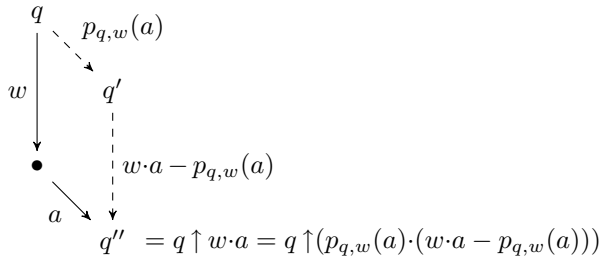 q
p_{q,w}(a)
w
q′
w·a − p_{q,w}(a)
a
q″ = q ↑ w·a = q ↑(p_{q,w}(a)·(w·a − p_{q,w}(a)))